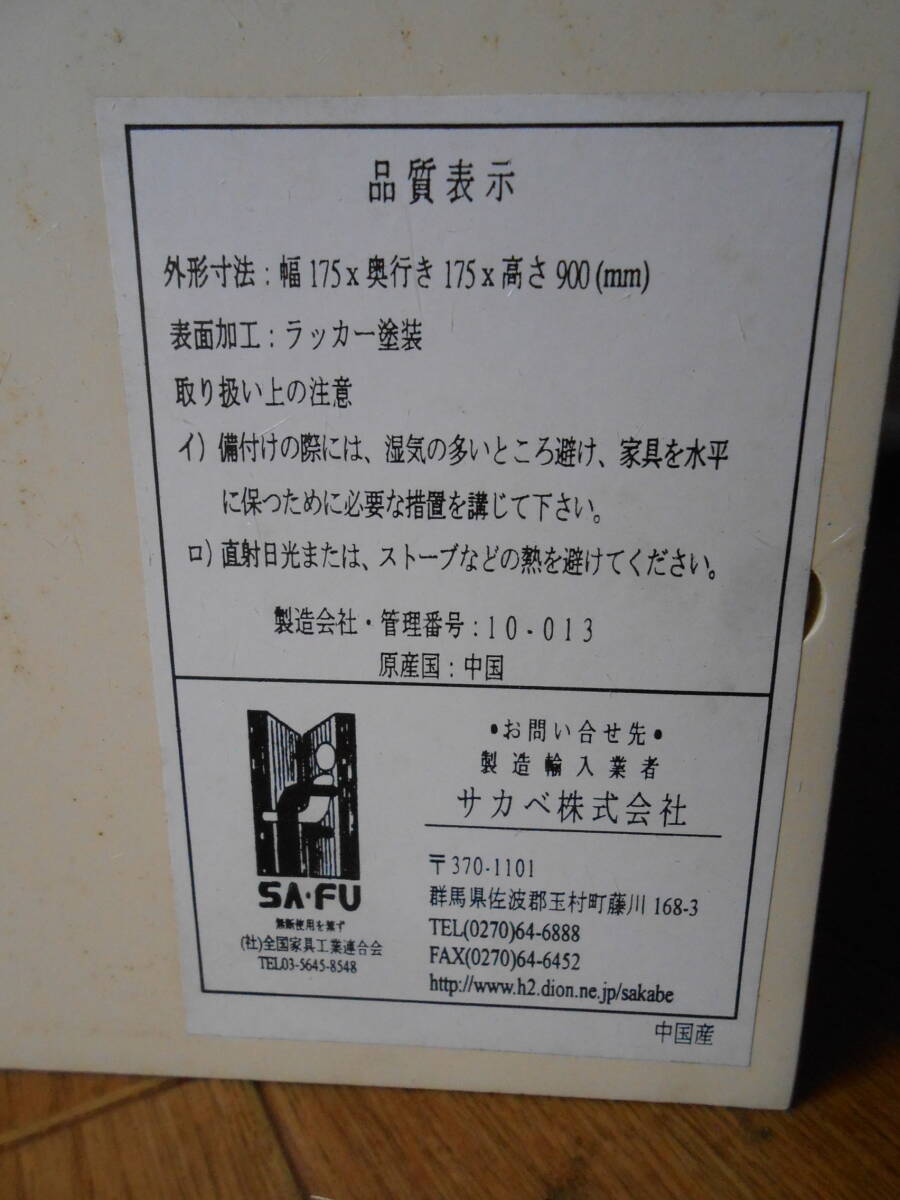 品質表示
外形寸法：幅 175 x 奥行き 175 x 高さ 900 (mm)
表面加工：ラッカー塗装
取り扱い上の注意
イ）備付けの際には、湿気の多いところ避け、家具を水平
に保つために必要な措置を講じて下さい。
ロ）直射日光または、ストーブなどの熱を避けてください。
製造会社・管理番号：10-013
原産国：中国
SA・FU
無断使用を禁ず
(社)全国家具工業連合会
TEL03-5645-8548
•お問い合せ先•
製造輸入業者
サカベ株式会社
〒370-1101
群馬県佐波郡玉村町藤川 168-3
TEL(0270)64-6888
FAX(0270)64-6452
http://www.h2.dion.ne.jp/sakabe
中国産